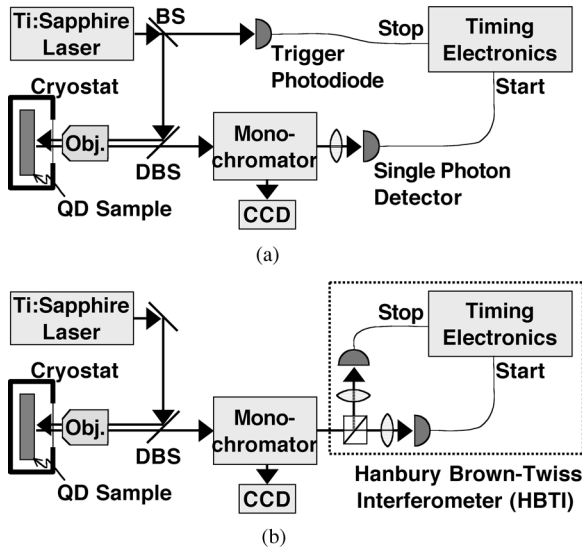 Ti:Sapphire
Laser
BS
Trigger
Photodiode
Stop
Timing
Electronics
Start
Cryostat
Obj.
DBS
QD Sample
Mono-
chromator
CCD
Single Photon
Detector
(a)
Ti:Sapphire
Laser
Stop
Timing
Electronics
Start
Cryostat
Obj.
DBS
QD Sample
Mono-
chromator
CCD
Hanbury Brown-Twiss
Interferometer (HBTI)
(b)